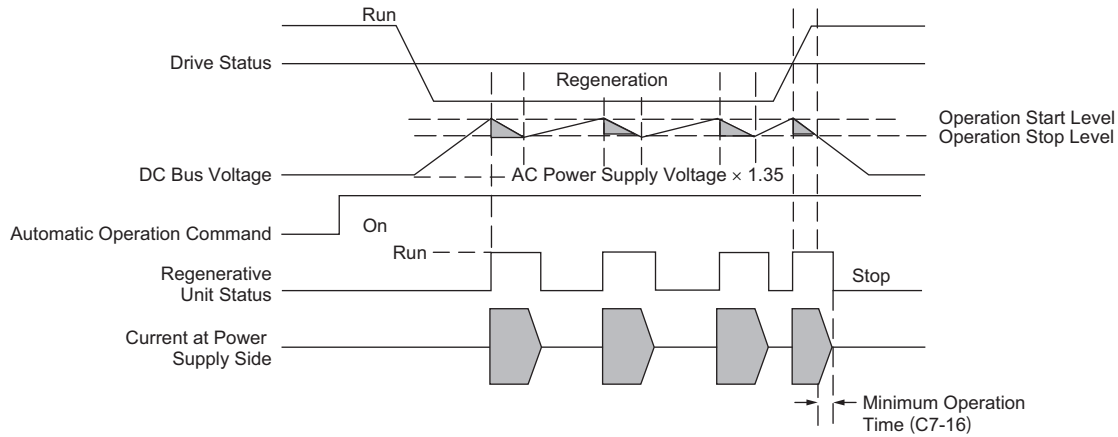 Run
Drive Status
Regeneration
Operation Start Level
Operation Stop Level
DC Bus Voltage
AC Power Supply Voltage × 1.35
Automatic Operation Command
On
Run
Regenerative
Unit Status
Stop
Current at Power
Supply Side
Minimum Operation
Time (C7-16)